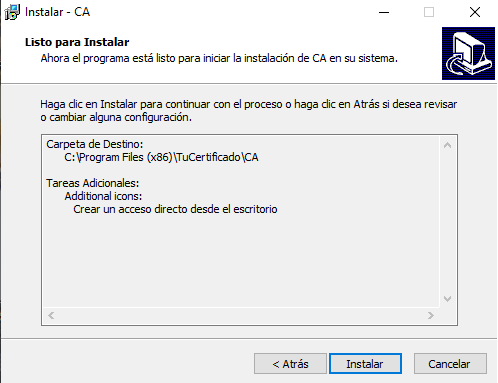 Instalar - CA
Listo para Instalar
Ahora el programa está listo para iniciar la instalación de CA en su sistema.
Haga clic en Instalar para continuar con el proceso o haga clic en Atrás si desea revisar
o cambiar alguna configuración.
Carpeta de Destino:
C:\Program Files (x86)\TuCertificado\CA
Tareas Adicionales:
Additional icons:
Crear un acceso directo desde el escritorio
< Atrás
Instalar
Cancelar